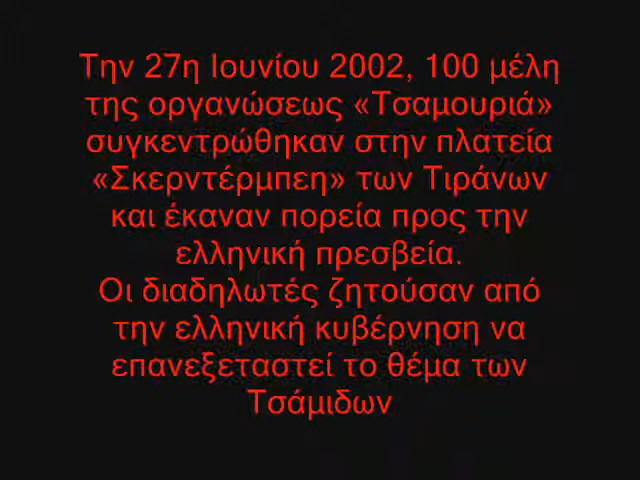 Την 27η Ιουνίου 2002, 100 μέλη
της οργανώσεως «Τσαμουριά»
συγκεντρώθηκαν στην πλατεία
«Σκερντέρμπεη» των Τιράνων
και έκαναν πορεία προς την
ελληνική πρεσβεία.
Οι διαδηλωτές ζητούσαν από
την ελληνική κυβέρνηση να
επανεξεταστεί το θέμα των
Τσάμιδων